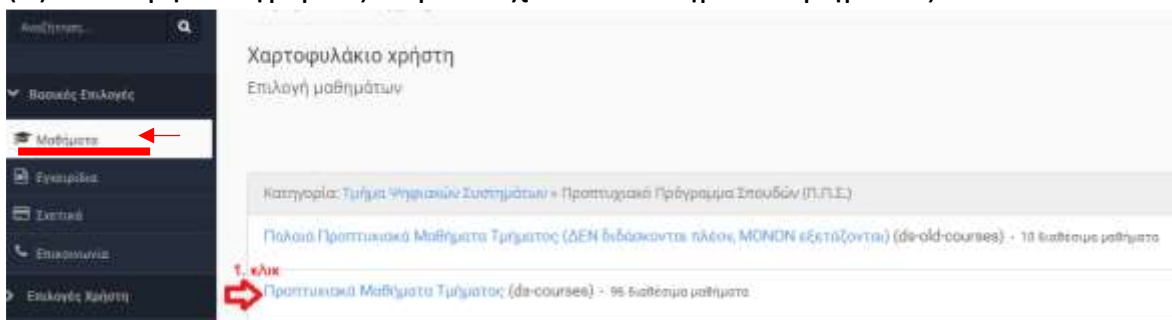 Αναζήτηση...
Χαρτοφυλάκιο χρήστη
Επιλογή μαθημάτων
Βασικές Επιλογές
Μαθήματα
Εγχειρίδια
Σχετικά
Επικοινωνία
Επιλογές Χρήστη
Κατηγορία: Τμήμα Ψηφιακών Συστημάτων » Προπτυχιακό Πρόγραμμα Σπουδών (Π.Π.Σ.)
Παλαιά Προπτυχιακά Μαθήματα Τμήματος (ΔΕΝ διδάσκονται πλέον, ΜΟΝΟΝ εξετάζονται) (ds-old-courses) - 10 διαθέσιμα μαθήματα
1. κλικ
Προπτυχιακά Μαθήματα Τμήματος (ds-courses) - 96 διαθέσιμα μαθήματα